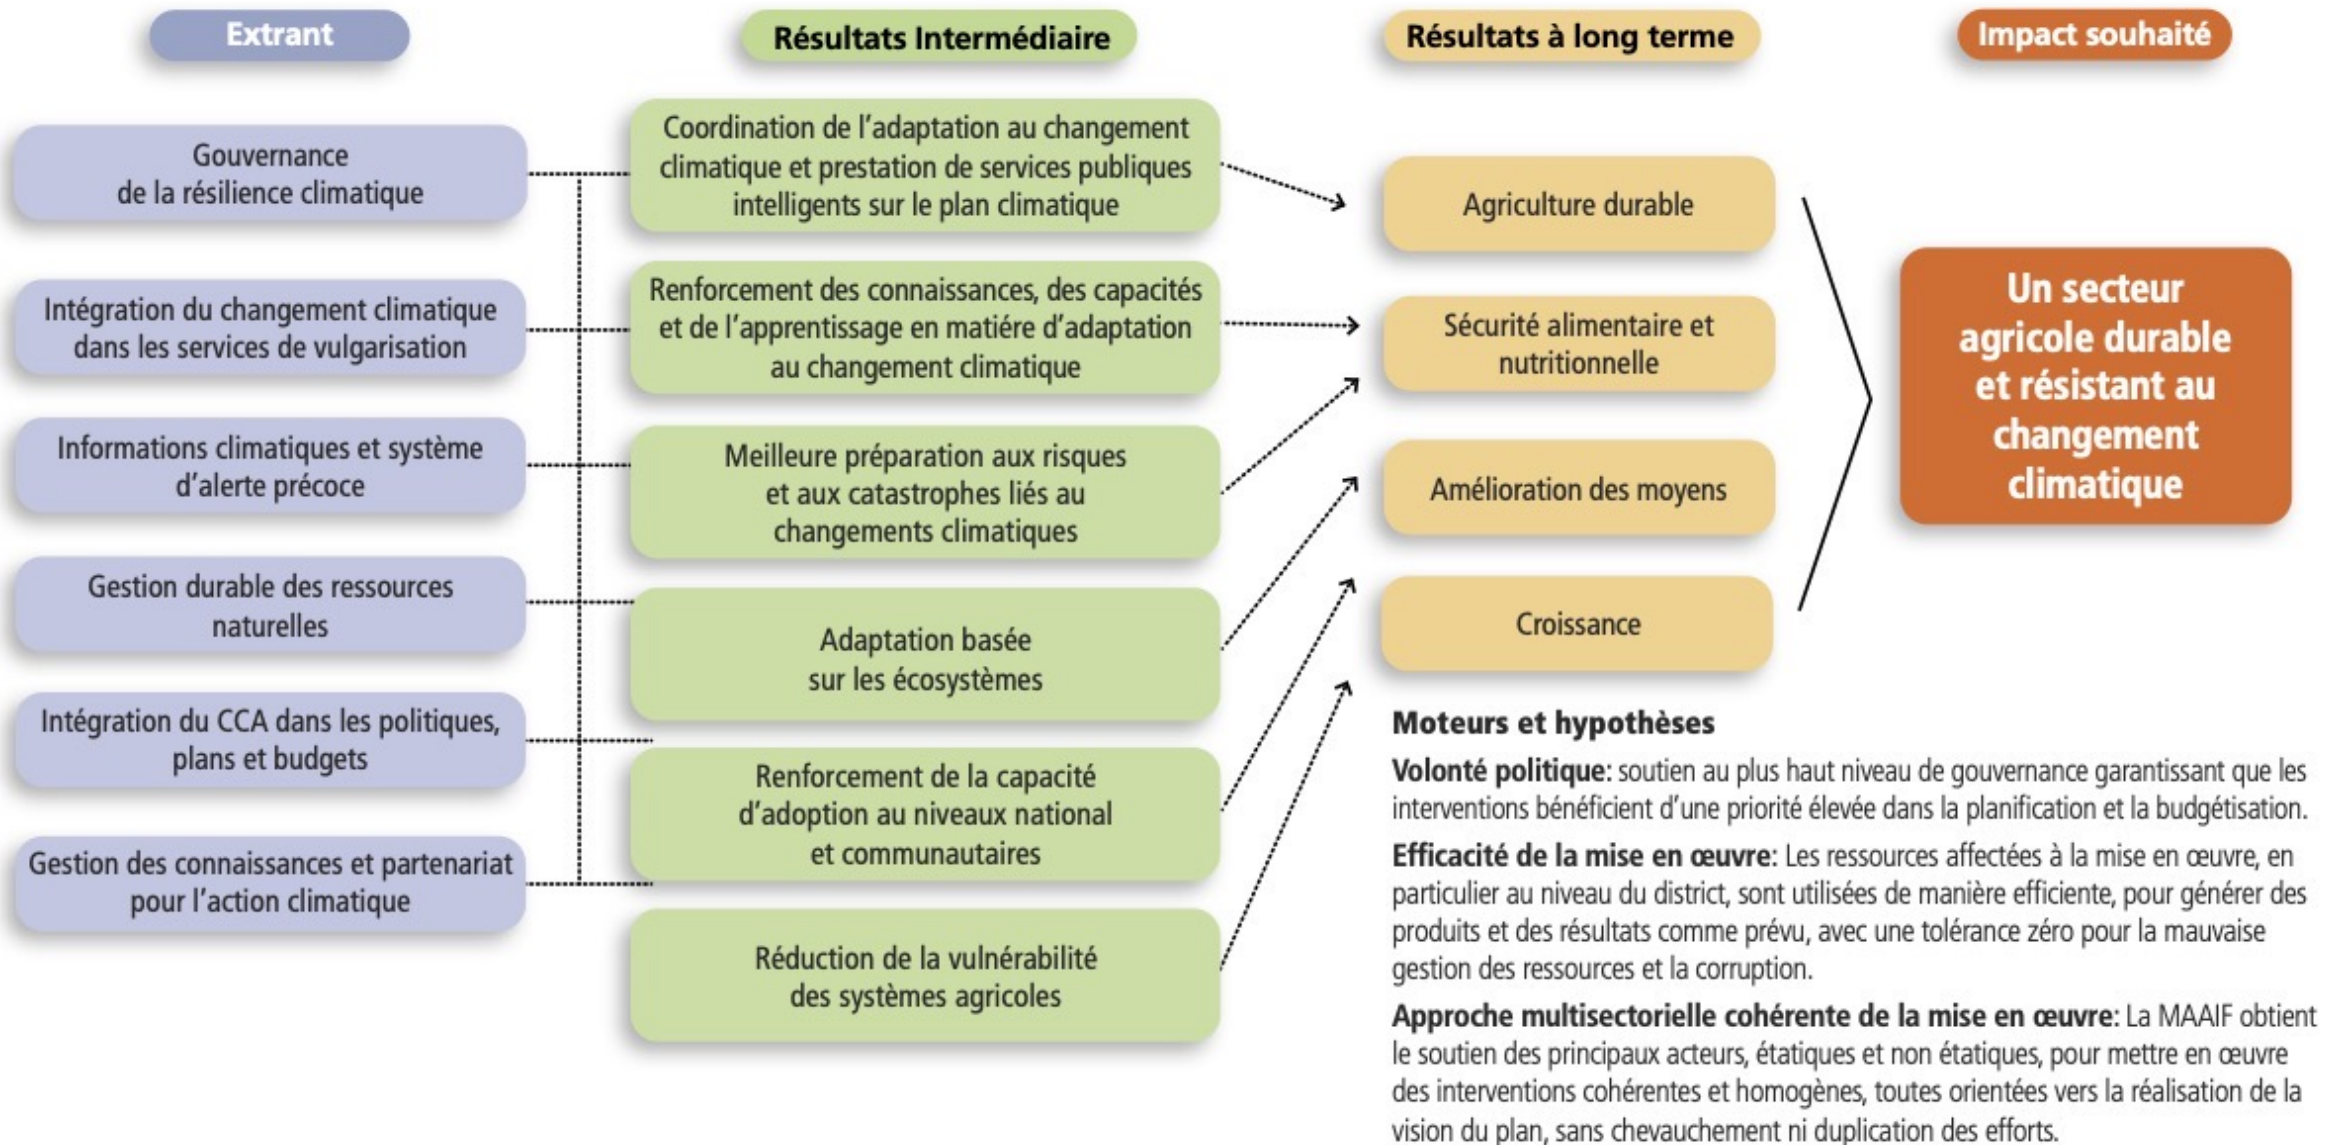 Extrant
Gouvernance
de la résilience climatique
Intégration du changement climatique
dans les services de vulgarisation
Informations climatiques et système
d'alerte précoce
Gestion durable des ressources
naturelles
Intégration du CCA dans les politiques,
plans et budgets
Gestion des connaissances et partenariat
pour l'action climatique
Résultats Intermédiaire
Coordination de l'adaptation au changement
climatique et prestation de services publiques
intelligents sur le plan climatique
Renforcement des connaissances, des capacités
et de l'apprentissage en matiére d'adaptation
au changement climatique
Meilleure préparation aux risques
et aux catastrophes liés au
changements climatiques
Adaptation basée
sur les écosystèmes
Renforcement de la capacité
d'adoption au niveaux national
et communautaires
Réduction de la vulnérabilité
des systèmes agricoles
Résultats à long terme
Agriculture durable
Sécurité alimentaire et
nutritionnelle
Amélioration des moyens
Croissance
Impact souhaité
Un secteur
agricole durable
et résistant au
changement
climatique
Moteurs et hypothèses
Volonté politique: soutien au plus haut niveau de gouvernance garantissant que les
interventions bénéficient d'une priorité élevée dans la planification et la budgétisation.
Efficacité de la mise en œuvre: Les ressources affectées à la mise en œuvre, en
particulier au niveau du district, sont utilisées de manière efficiente, pour générer des
produits et des résultats comme prévu, avec une tolérance zéro pour la mauvaise
gestion des ressources et la corruption.
Approche multisectorielle cohérente de la mise en œuvre: La MAAIF obtient
le soutien des principaux acteurs, étatiques et non étatiques, pour mettre en œuvre
des interventions cohérentes et homogènes, toutes orientées vers la réalisation de la
vision du plan, sans chevauchement ni duplication des efforts.